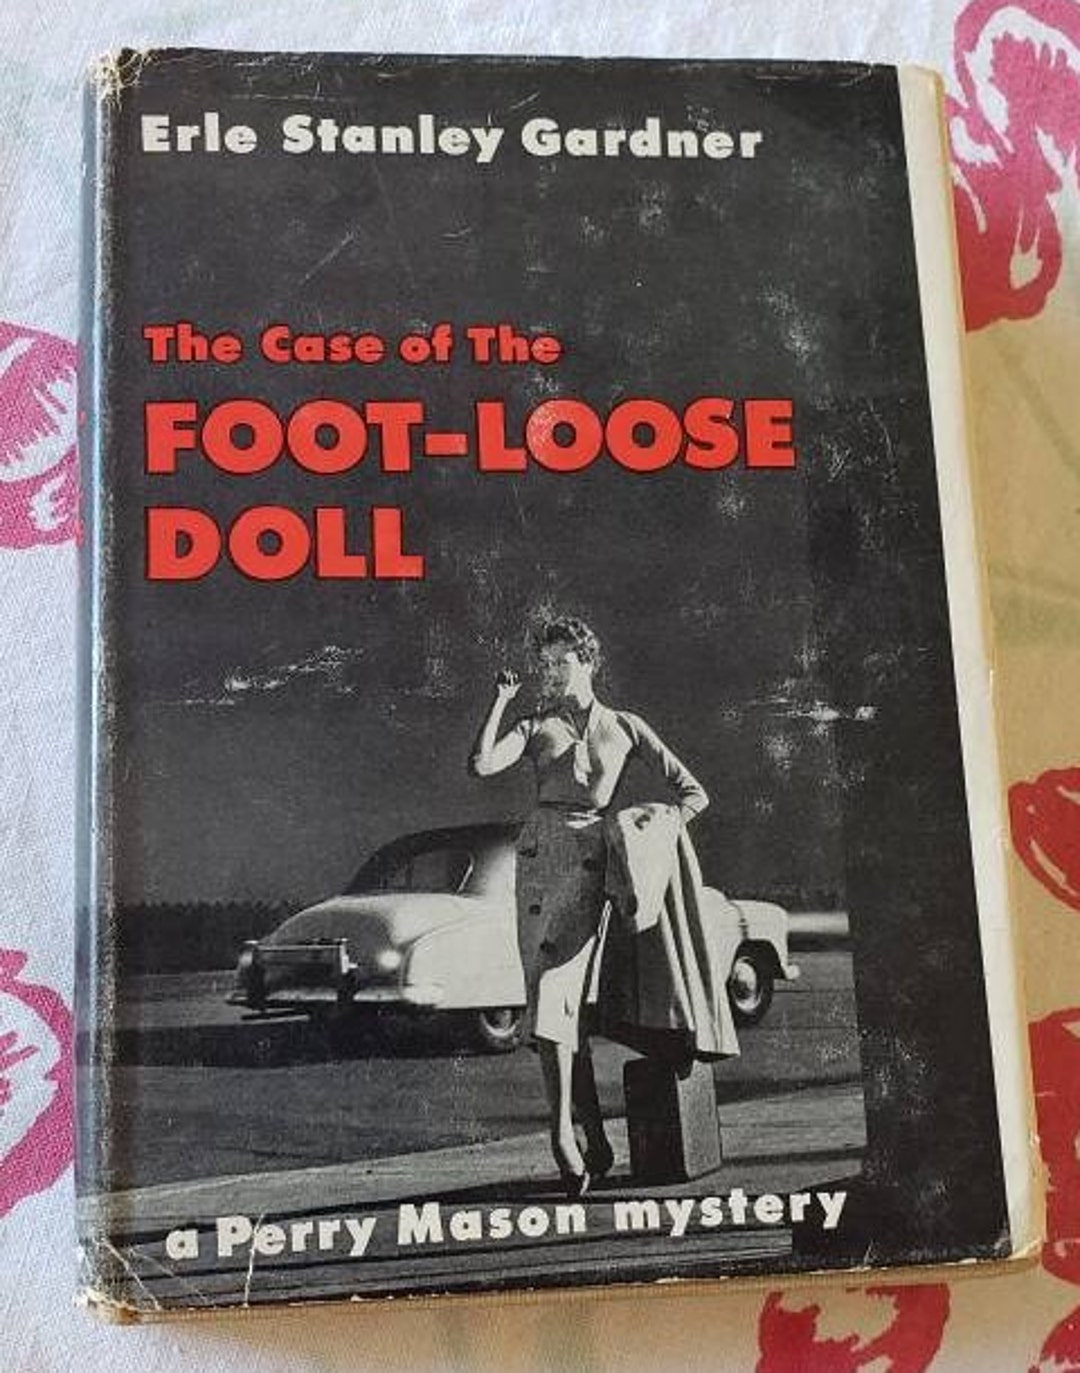 Erle Stanley Gardner
The Case of The
FOOT-LOOSE
DOLL
a Perry Mason mystery